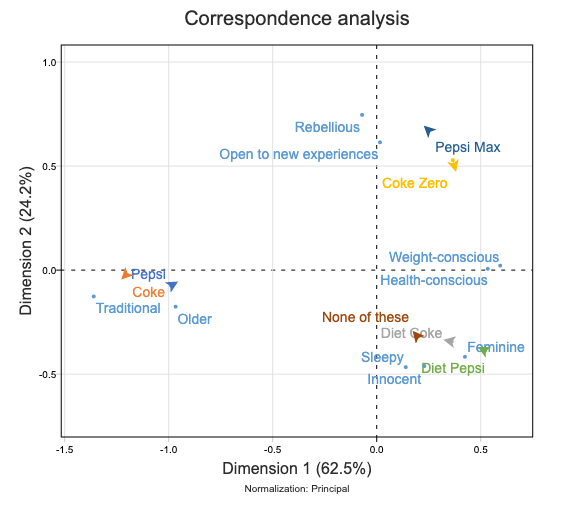 Correspondence analysis
1.0
Rebellious
Open to new experiences
Pepsi Max
0.5
Coke Zero
Weight-conscious
0.0
Pepsi
Health-conscious
Coke
Traditional
Older
None of these
Diet Coke
Feminine
Sleepy
Diet Pepsi
Innocent
-0.5
Dimension 2 (24.2%)
-1.5 -1.0 -0.5 0.0 0.5
Dimension 1 (62.5%)
Normalization: Principal